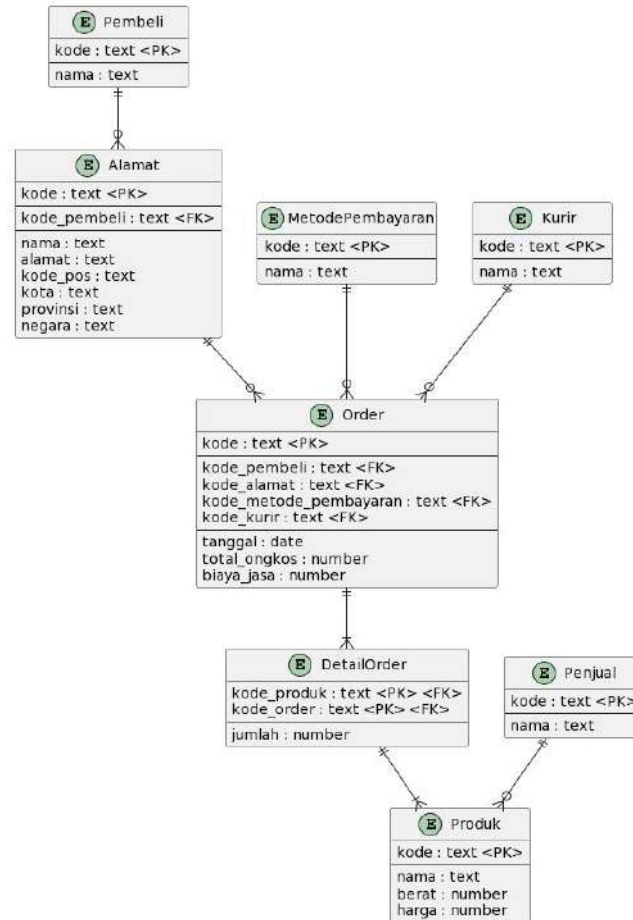 E Pembeli
kode : text <PK>
nama : text
E Alamat
kode : text <PK>
kode_pembeli : text <FK>
nama : text
alamat : text
kode_pos : text
kota : text
provinsi : text
negara : text
E MetodePembayaran
kode : text <PK>
nama : text
E Kurir
kode : text <PK>
nama : text
E Order
kode : text <PK>
kode_pembeli : text <FK>
kode_alamat : text <FK>
kode_metode_pembayaran : text <FK>
kode_kurir : text <FK>
tanggal : date
total_ongkos : number
biaya_jasa : number
E DetailOrder
kode_produk : text <PK> <FK>
kode_order : text <PK> <FK>
jumlah : number
E Penjual
kode : text <PK>
nama : text
E Produk
kode : text <PK>
nama : text
berat : number
harga : number